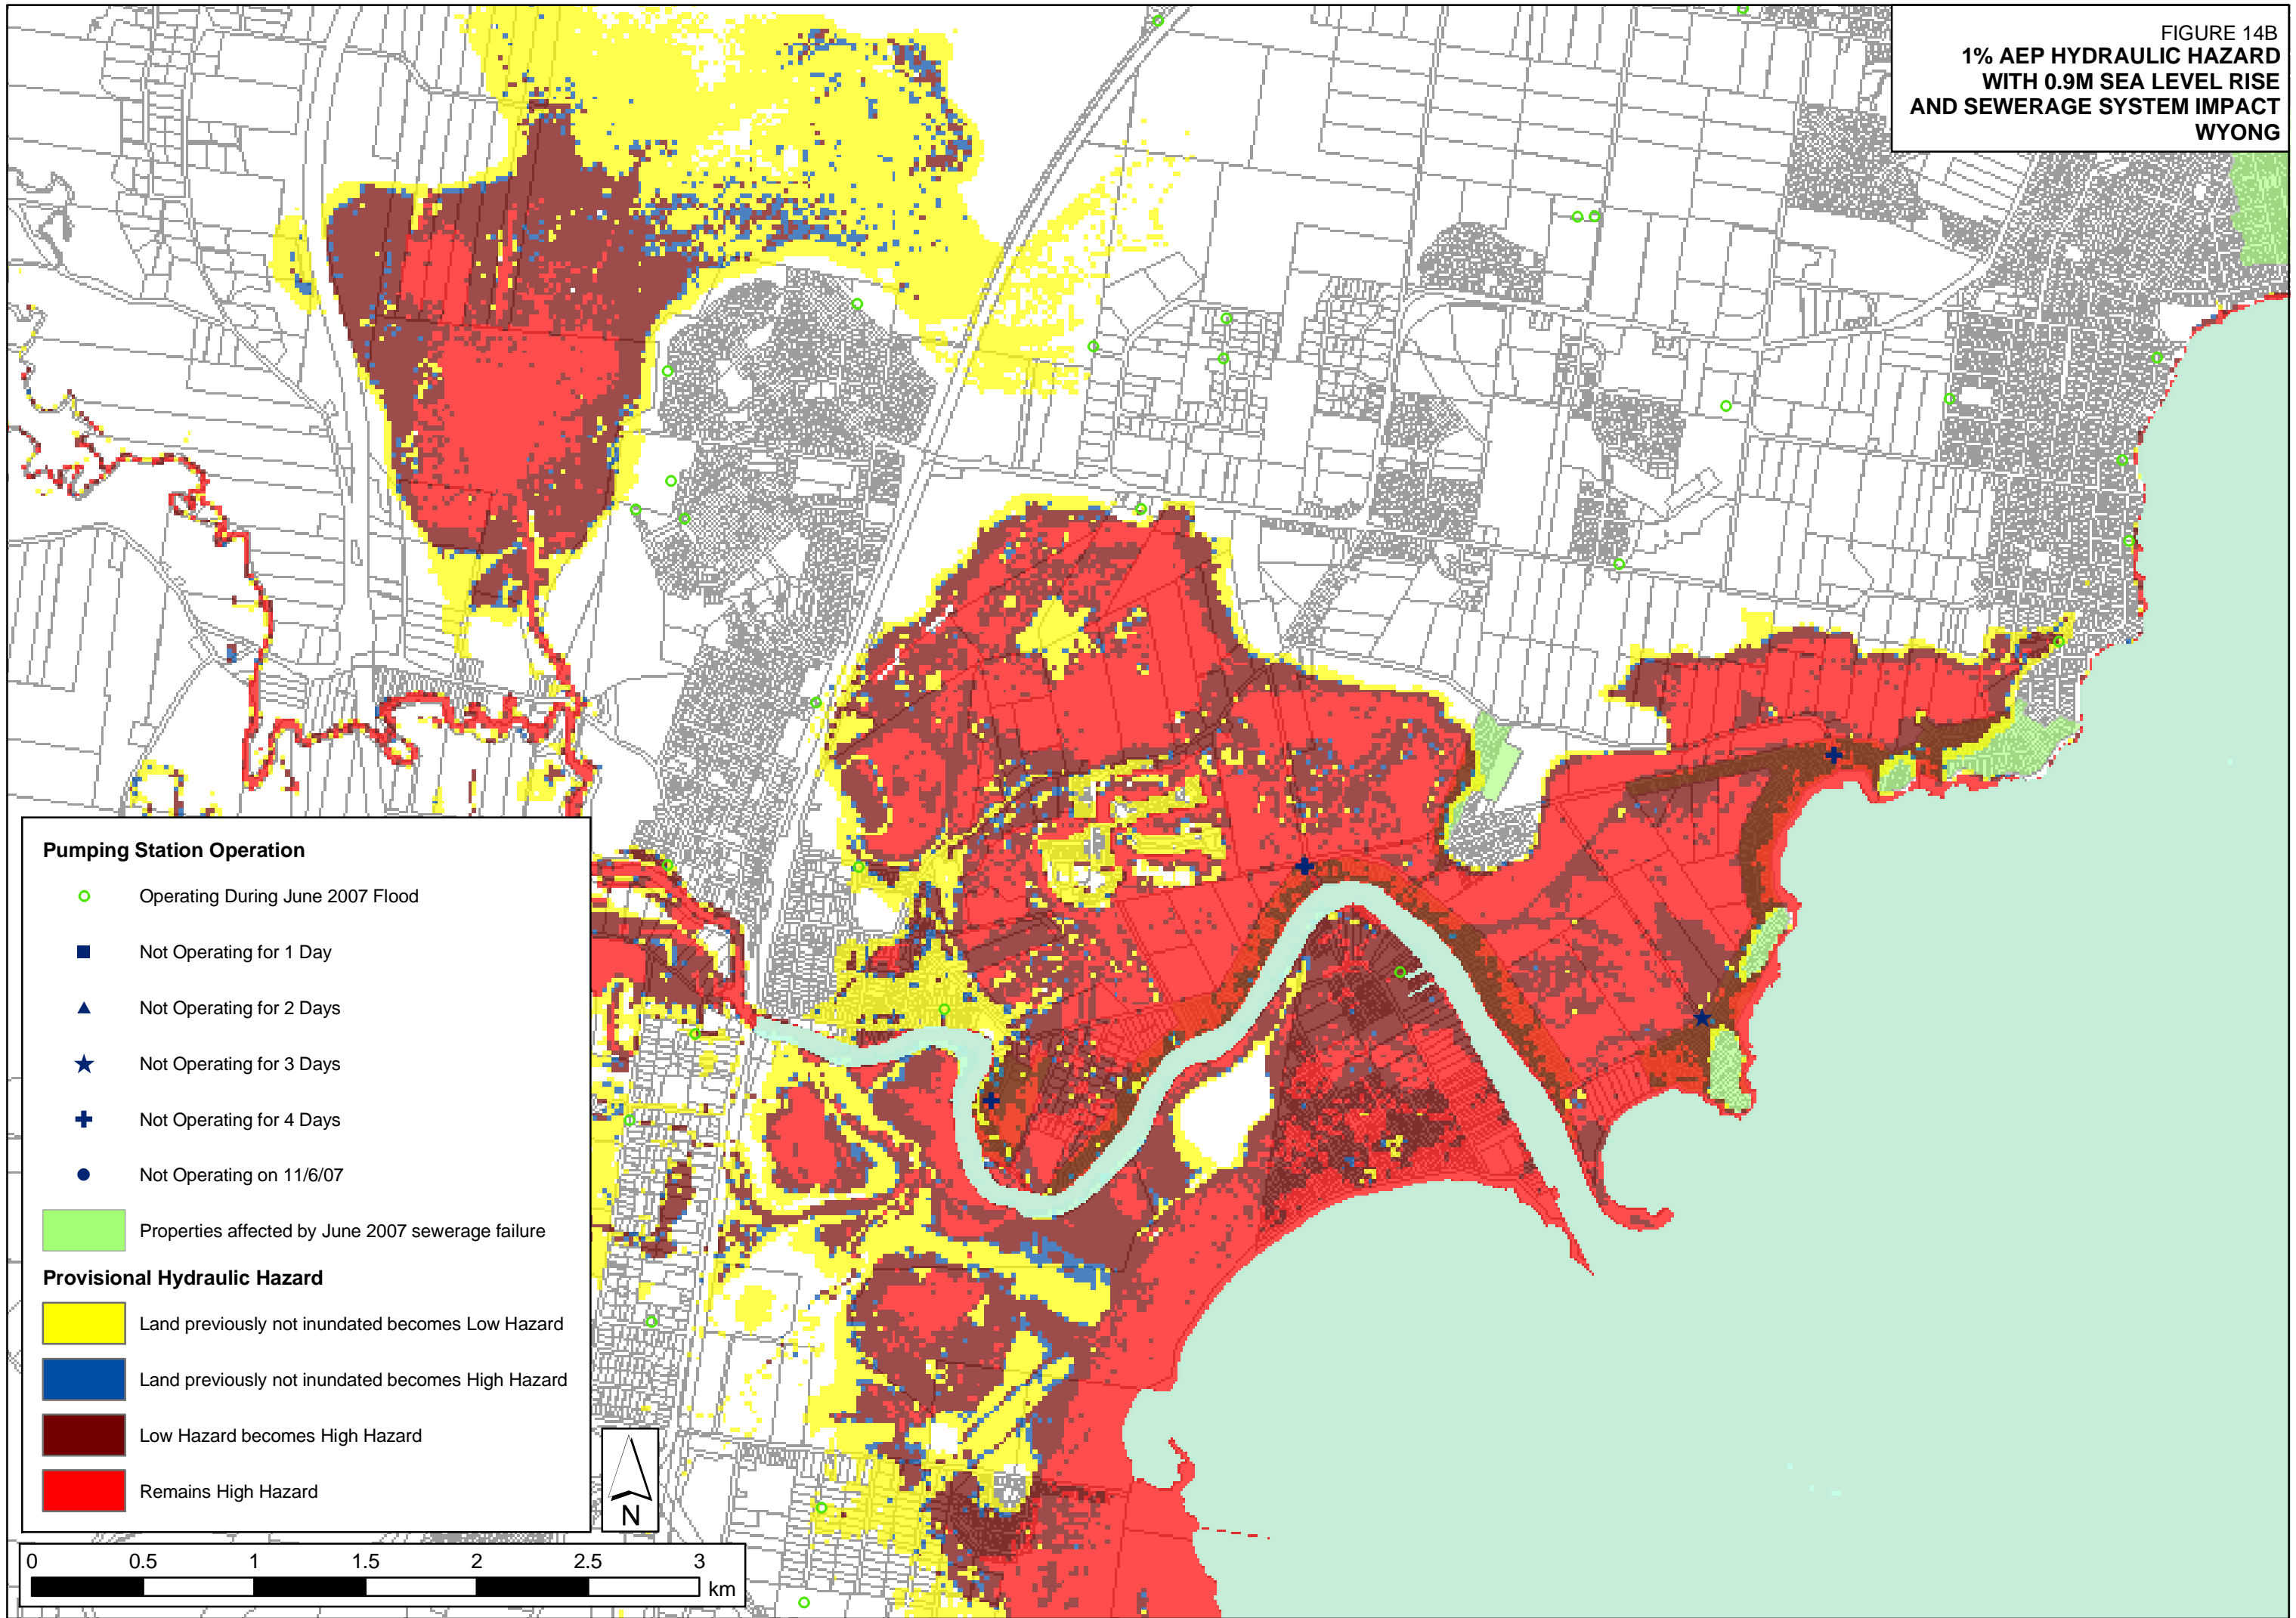 FIGURE 14B
1% AEP HYDRAULIC HAZARD
WITH 0.9M SEA LEVEL RISE
AND SEWERAGE SYSTEM IMPACT
WYONG
Pumping Station Operation
Operating During June 2007 Flood
Not Operating for 1 Day
Not Operating for 2 Days
Not Operating for 3 Days
Not Operating for 4 Days
Not Operating on 11/6/07
Properties affected by June 2007 sewerage failure
Provisional Hydraulic Hazard
Land previously not inundated becomes Low Hazard
Land previously not inundated becomes High Hazard
Low Hazard becomes High Hazard
Remains High Hazard
N
0 0.5 1 1.5 2 2.5 3
km